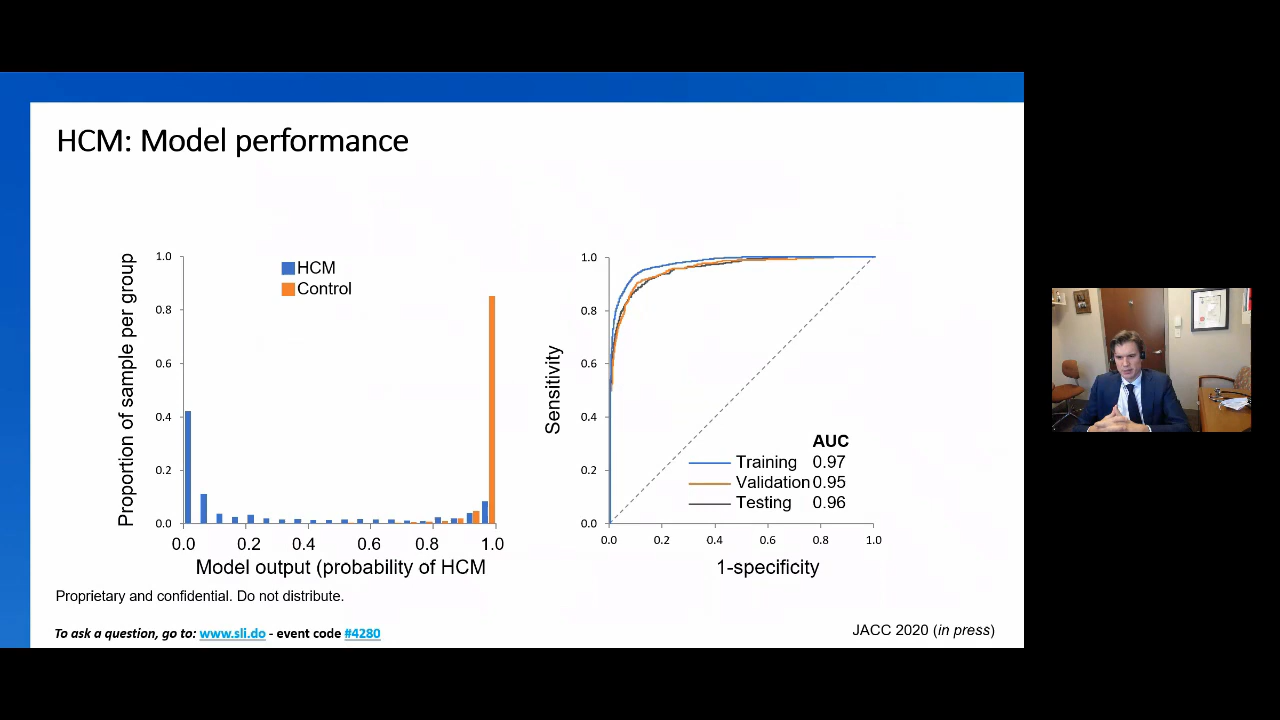 HCM: Model performance
Proportion of sample per group
1.0
0.8
0.6
0.4
0.2
0.0
HCM
Control
0.0 0.2 0.4 0.6 0.8 1.0
Model output (probability of HCM
Sensitivity
1.0
0.8
0.6
0.4
0.2
0.0
AUC
Training 0.97
Validation 0.95
Testing 0.96
0.0 0.2 0.4 0.6 0.8 1.0
1-specificity
Proprietary and confidential. Do not distribute.
To ask a question, go to: www.sli.do - event code #4280
JACC 2020 (in press)